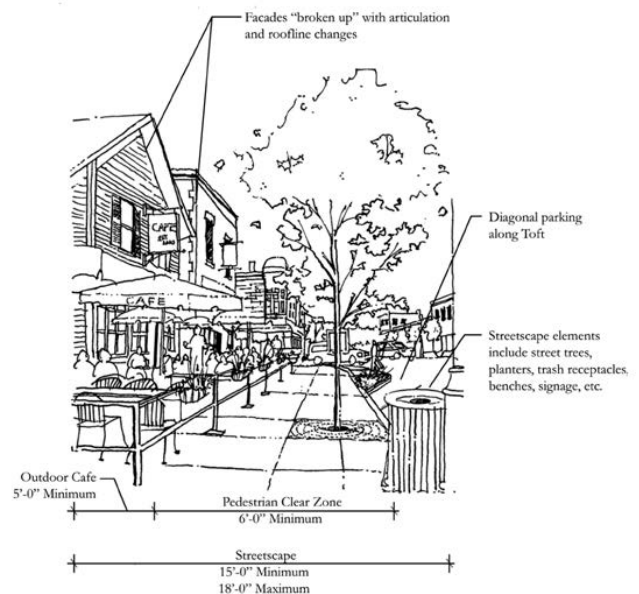 Facades “broken up” with articulation
and roofline changes
CAFE
CAFE
Diagonal parking
along Toft
Streetscape elements
include street trees,
planters, trash receptacles,
benches, signage, etc.
Outdoor Cafe
5’-0” Minimum
Pedestrian Clear Zone
6’-0” Minimum
Streetscape
15’-0” Minimum
18’-0” Maximum